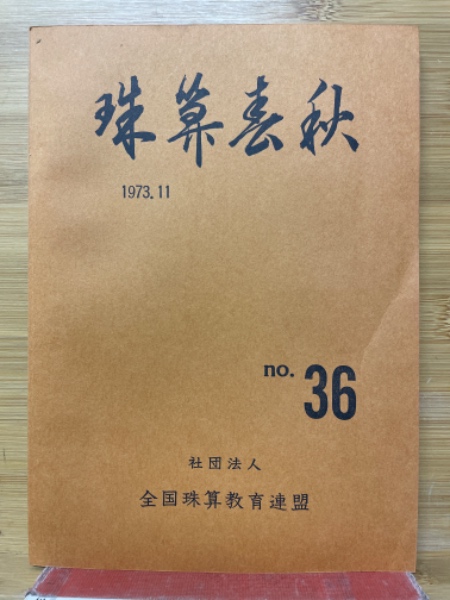 珠算春秋
1973.11
no. 36
社団法人
全国珠算教育連盟